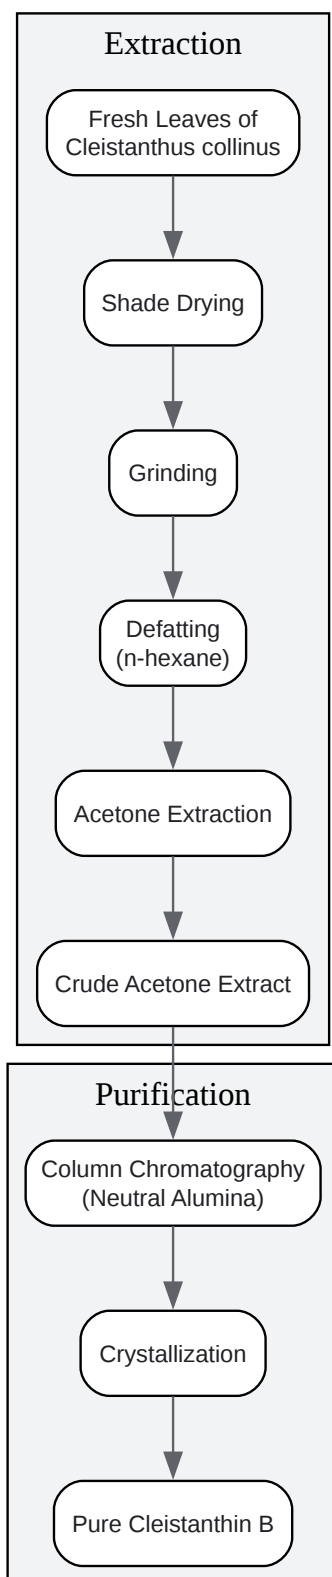 Extraction
Fresh Leaves of
Cleistanthus collinus
Shade Drying
Grinding
Defatting
(n-hexane)
Acetone Extraction
Crude Acetone Extract
Purification
Column Chromatography
(Neutral Alumina)
Crystallization
Pure Cleistanthin B